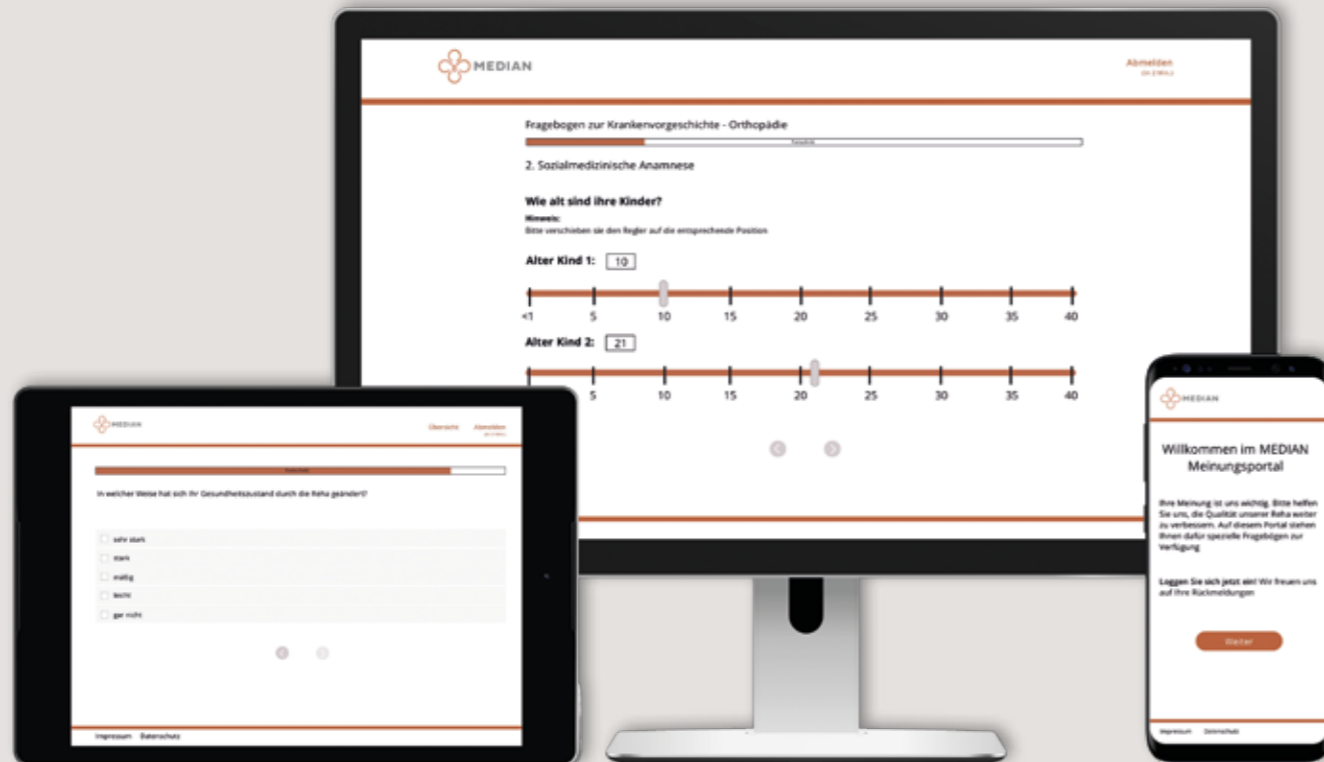 MEDIAN
Abmelden
(in 2 Min.)
Fragebogen zur Krankenvorgeschichte - Orthopädie
2. Sozialmedizinische Anamnese
Wie alt sind ihre Kinder?
Hinweis:
Bitte verschieben sie den Regler auf die entsprechende Position
Alter Kind 1: 10
<1 5 10 15 20 25 30 35 40
Alter Kind 2: 21
5 10 15 20 25 30 35 40
MEDIAN
Übersicht Abmelden
In welcher Weise hat sich Ihr Gesundheitszustand durch die Reha geändert?
sehr stark
stark
mäßig
leicht
gar nicht
Impressum Datenschutz
MEDIAN
Willkommen im MEDIAN
Meinungsportal
Ihre Meinung ist uns wichtig. Bitte helfen
Sie uns, die Qualität unserer Reha weiter
zu verbessern. Auf diesem Portal stehen
Ihnen dafür spezielle Fragebögen zur
Verfügung
Loggen Sie sich jetzt ein! Wir freuen uns
auf Ihre Rückmeldungen
Weiter
Impressum Datenschutz